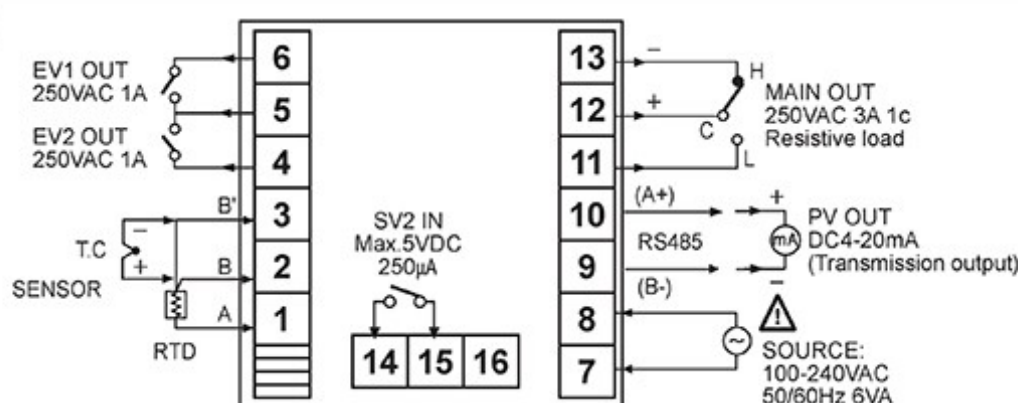 EV1 OUT
250VAC 1A
EV2 OUT
250VAC 1A
6
5
4
3
2
1
B'
B
A
T.C
−
+
SENSOR
RTD
SV2 IN
Max.5VDC
250µA
14 15 16
13
12
11
10
9
8
7
−
+
H
C
L
MAIN OUT
250VAC 3A 1c
Resistive load
(A+)
RS485
(B-)
+
mA
−
PV OUT
DC4-20mA
(Transmission output)
!
~
SOURCE:
100-240VAC
50/60Hz 6VA